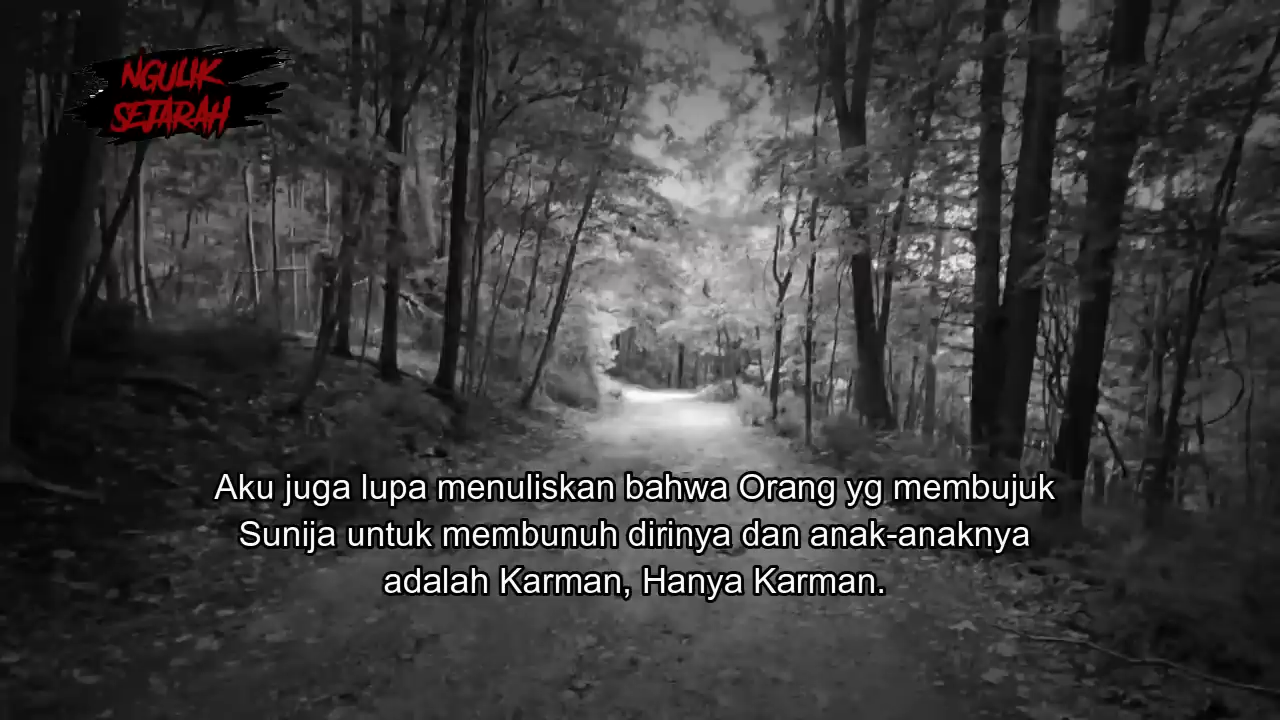 NGULIK
SEJARAH
Aku juga lupa menuliskan bahwa Orang yg membujuk
Sunija untuk membunuh dirinya dan anak-anaknya
adalah Karman, Hanya Karman.